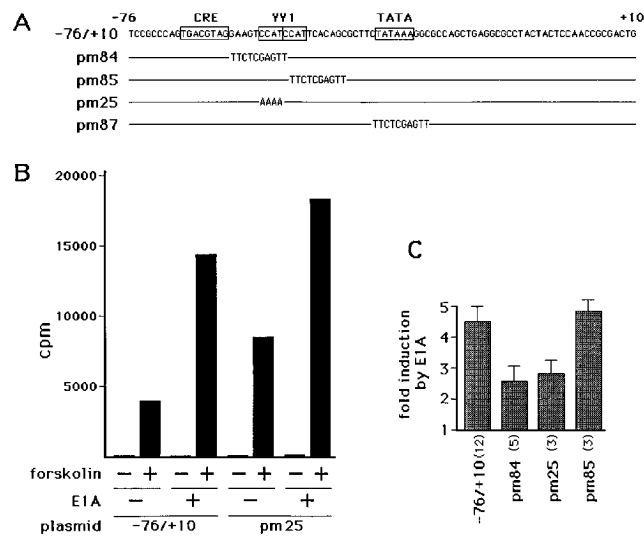 A
-76 CRE YY1 TATA +10
-76/+10 TCCGCCCAGTGACGTAGGAAGTCCATCCATTCACAGCGCTTCTATAAAGGCGCCAGCTGAGGCGCCTACTACTCCAACCGCGACTG
pm84 TTCTCGAGTT
pm85 TTCTCGAGTT
pm25 AAAA
pm87 TTCTCGAGTT
B
20000
15000
10000
5000
cpm
forskolin − + − + − + − +
E1A − + − +
plasmid -76/+10 pm25
C
5
4
3
2
1
fold induction
by E1A
-76/+10 (12)
pm84 (5)
pm25 (3)
pm85 (3)